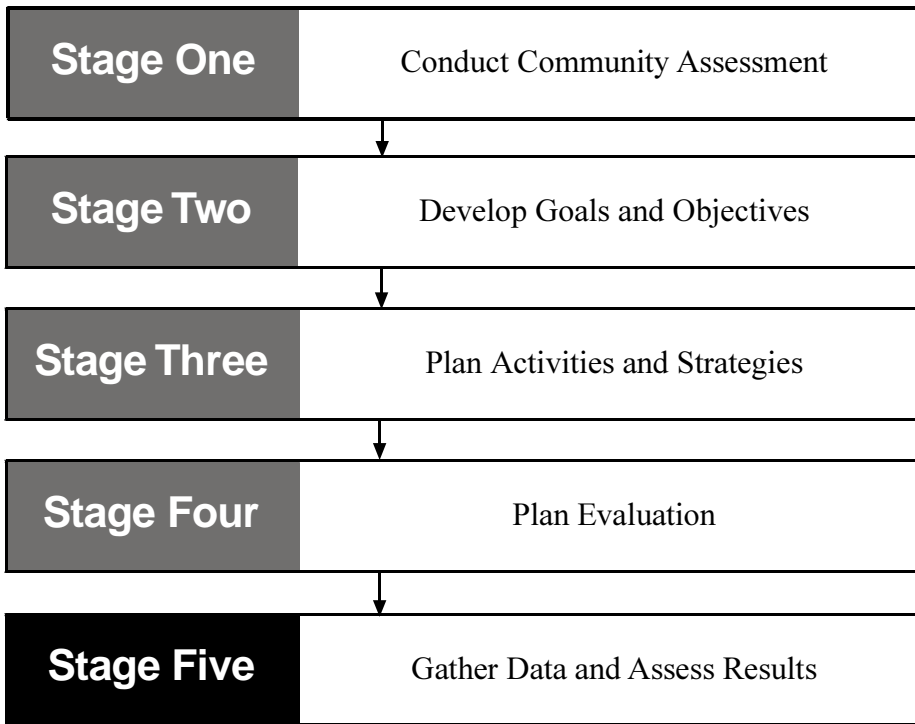 Stage One
Conduct Community Assessment
Stage Two
Develop Goals and Objectives
Stage Three
Plan Activities and Strategies
Stage Four
Plan Evaluation
Stage Five
Gather Data and Assess Results